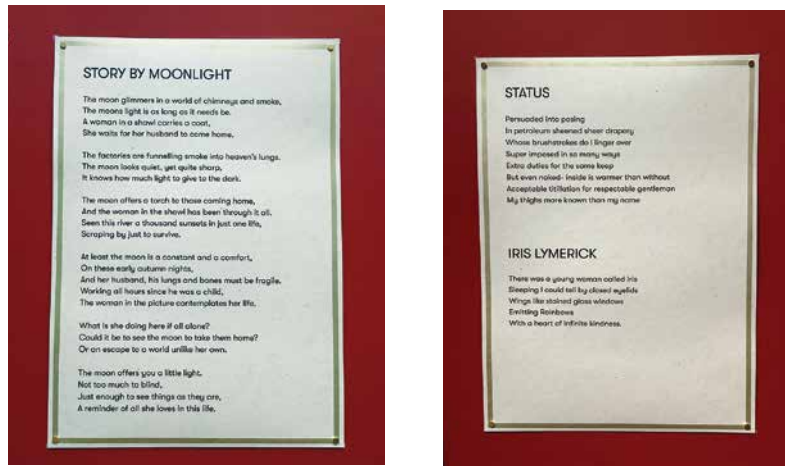 STORY BY MOONLIGHT
The moon glimmers in a world of chimneys and smoke,
The moons light is as long as it needs be.
A woman in a shawl carries a coat,
She waits for her husband to come home.
The factories are funnelling smoke into heaven's lungs.
The moon looks quiet, yet quite sharp,
It knows how much light to give to the dark.
The moon offers a torch to those coming home,
And the woman in the shawl has been through it all.
Seen this river a thousand sunsets in just one life,
Scraping by just to survive.
At least the moon is a constant and a comfort,
On these early autumn nights,
And her husband, his lungs and bones must be fragile.
Working all hours since he was a child,
The woman in the picture contemplates her life.
What is she doing here if all alone?
Could it be to see the moon to take them home?
Or an escape to a world unlike her own.
The moon offers you a little light.
Not too much to blind,
Just enough to see things as they are,
A reminder of all she loves in this life.
STATUS
Persuaded into posing
In petroleum sheened sheer drapery
Whose brushstrokes do I linger over
Super imposed in so many ways
Extra duties for the same keep
But even naked- inside is warmer than without
Acceptable titillation for respectable gentleman
My thighs more known than my name
IRIS LYMERICK
There was a young woman called Iris
Sleeping I could tell by closed eyelids
Wings like stained glass windows
Emitting Rainbows
With a heart of infinite kindness.